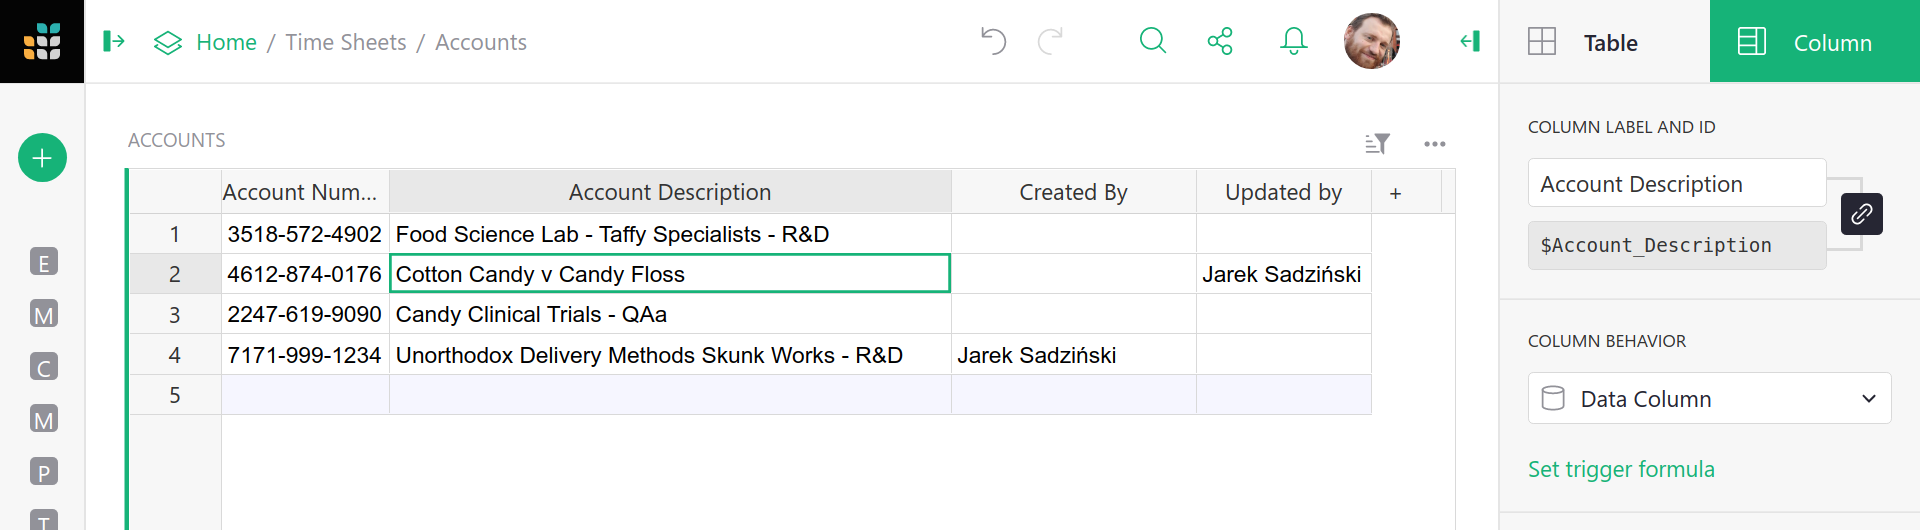 Home / Time Sheets / Accounts
Table
Column
ACCOUNTS
Account Num... Account Description Created By Updated by +
1 3518-572-4902 Food Science Lab - Taffy Specialists - R&D
2 4612-874-0176 Cotton Candy v Candy Floss Jarek Sadziński
3 2247-619-9090 Candy Clinical Trials - QAa
4 7171-999-1234 Unorthodox Delivery Methods Skunk Works - R&D Jarek Sadziński
5
E
M
C
M
P
T
COLUMN LABEL AND ID
Account Description
$Account_Description
COLUMN BEHAVIOR
Data Column
Set trigger formula